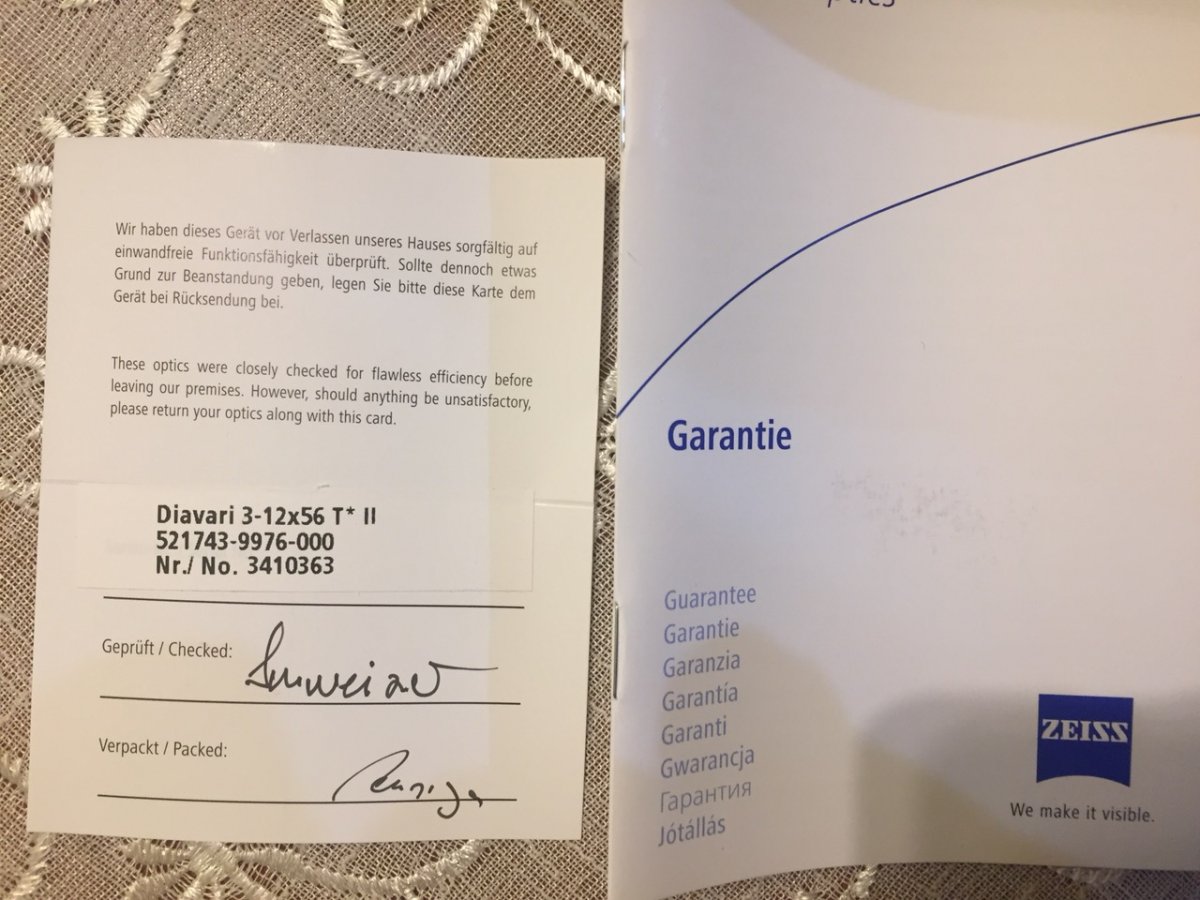 Wir haben dieses Gerät vor Verlassen unseres Hauses sorgfältig auf
einwandfreie Funktionsfähigkeit überprüft. Sollte dennoch etwas
Grund zur Beanstandung geben, legen Sie bitte diese Karte dem
Gerät bei Rücksendung bei.
These optics were closely checked for flawless efficiency before
leaving our premises. However, should anything be unsatisfactory,
please return your optics along with this card.
Diavari 3-12x56 T* II
521743-9976-000
Nr./ No. 3410363
Geprüft / Checked:
Verpackt / Packed:
Garantie
Guarantee
Garantie
Garanzia
Garantía
Garanti
Gwarancja
Гарантия
Jótállás
ZEISS
We make it visible.